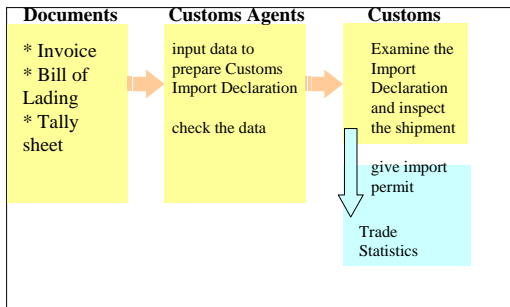 Documents
* Invoice
* Bill of
Lading
* Tally
sheet
Customs Agents
input data to
prepare Customs
Import Declaration
check the data
Customs
Examine the
Import
Declaration
and inspect
the shipment
give import
permit
Trade
Statistics